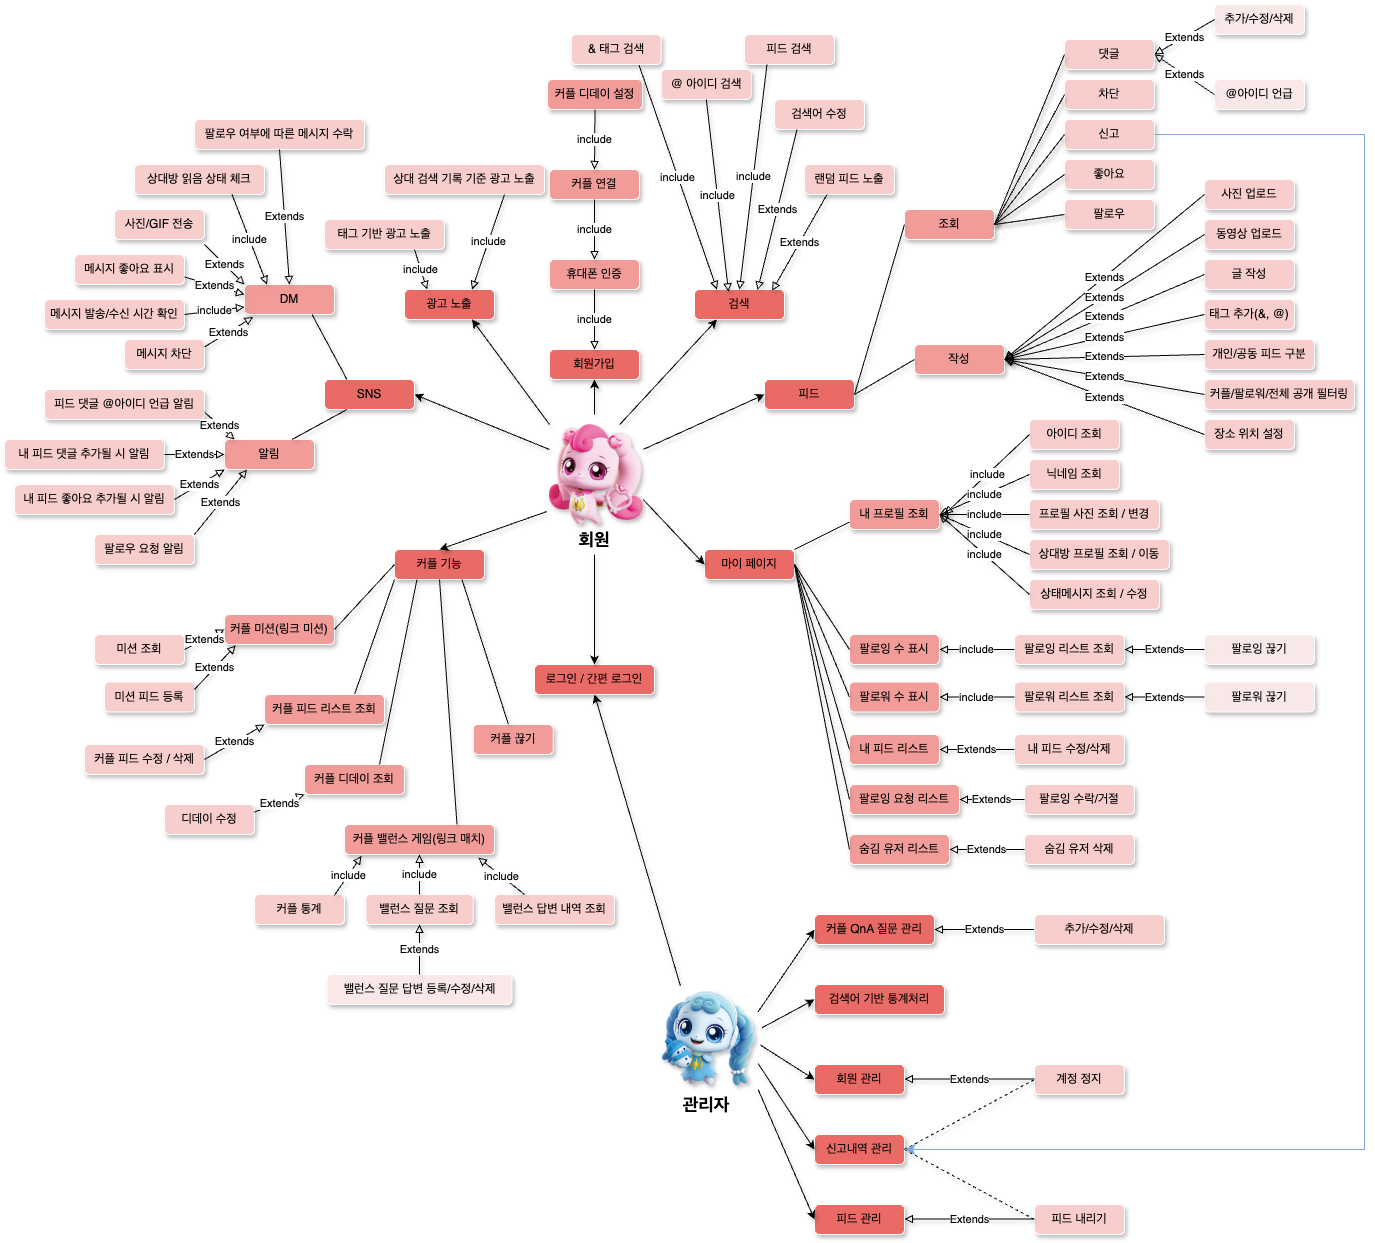 추가/수정/삭제
Extends
댓글
Extends
@아이디 언급
차단
신고
좋아요
팔로우
조회
& 태그 검색
피드 검색
@ 아이디 검색
검색어 수정
랜덤 피드 노출
include
include
include
Extends
Extends
검색
커플 디데이 설정
include
커플 연결
include
휴대폰 인증
include
회원가입
상대 검색 기록 기준 광고 노출
태그 기반 광고 노출
include
include
광고 노출
팔로우 여부에 따른 메시지 수락
상대방 읽음 상태 체크
사진/GIF 전송
메시지 좋아요 표시
메시지 발송/수신 시간 확인
메시지 차단
Extends
include
Extends
Extends
include
Extends
DM
SNS
피드 댓글 @아이디 언급 알림
Extends
내 피드 댓글 추가될 시 알림
Extends
알림
내 피드 좋아요 추가될 시 알림
Extends
Extends
팔로우 요청 알림
사진 업로드
동영상 업로드
글 작성
태그 추가(&, @)
개인/공동 피드 구분
커플/팔로워/전체 공개 필터링
장소 위치 설정
Extends
Extends
Extends
Extends
Extends
Extends
Extends
작성
피드
회원
아이디 조회
닉네임 조회
프로필 사진 조회 / 변경
상대방 프로필 조회 / 이동
상태메시지 조회 / 수정
include
include
include
include
include
내 프로필 조회
마이 페이지
팔로잉 수 표시
include
팔로잉 리스트 조회
Extends
팔로잉 끊기
팔로워 수 표시
include
팔로워 리스트 조회
Extends
팔로워 끊기
내 피드 리스트
Extends
내 피드 수정/삭제
팔로잉 요청 리스트
Extends
팔로잉 수락/거절
숨김 유저 리스트
Extends
숨김 유저 삭제
커플 기능
커플 미션(링크 미션)
Extends
미션 조회
Extends
미션 피드 등록
커플 피드 리스트 조회
Extends
커플 피드 수정 / 삭제
커플 디데이 조회
Extends
디데이 수정
커플 끊기
커플 밸런스 게임(링크 매치)
include
include
include
커플 통계
밸런스 질문 조회
밸런스 답변 내역 조회
Extends
밸런스 질문 답변 등록/수정/삭제
로그인 / 간편 로그인
관리자
커플 QnA 질문 관리
Extends
추가/수정/삭제
검색어 기반 통계처리
회원 관리
Extends
계정 정지
신고내역 관리
피드 관리
Extends
피드 내리기